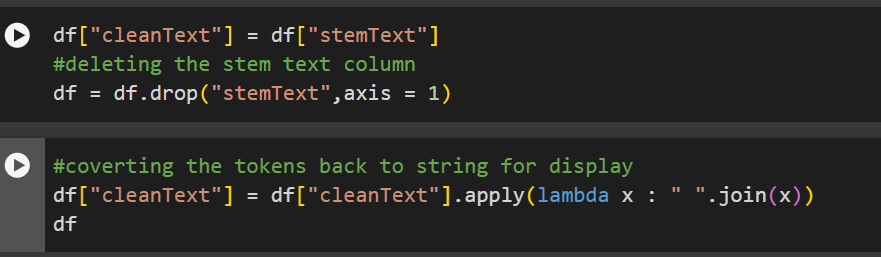 df["cleanText"] = df["stemText"]
#deleting the stem text column
df = df.drop("stemText",axis = 1)
#coverting the tokens back to string for display
df["cleanText"] = df["cleanText"].apply(lambda x : " ".join(x))
df